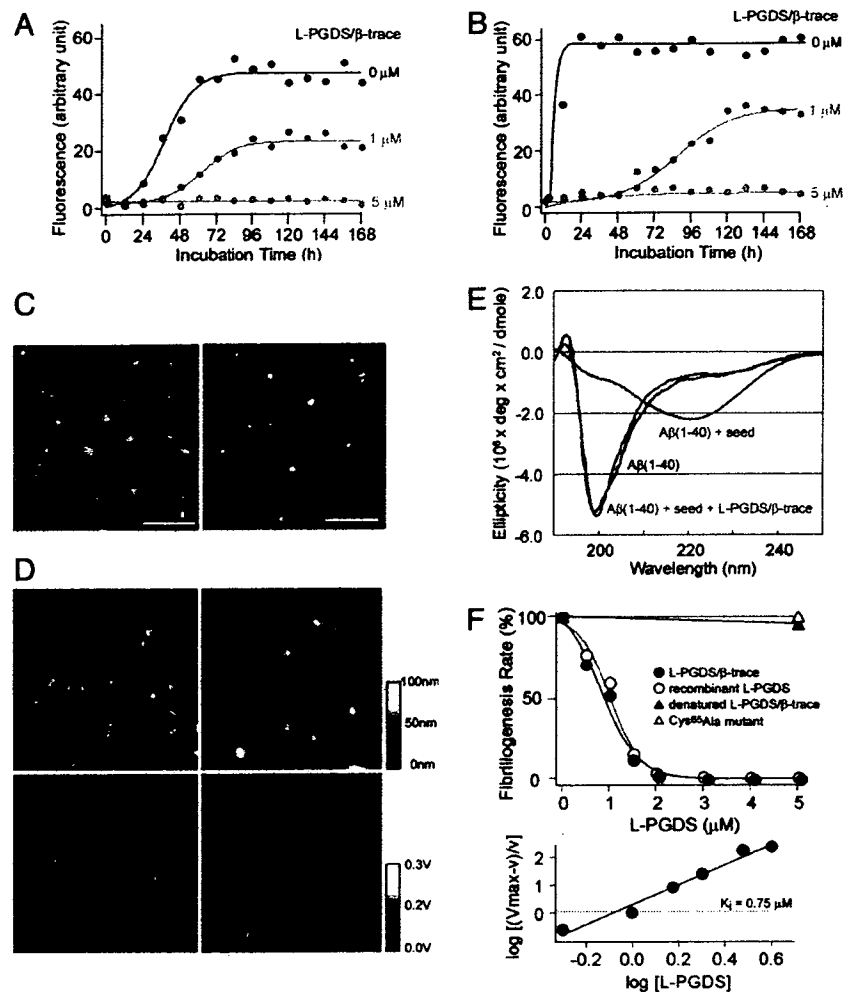 A
L-PGDS/β-trace
Fluorescence (arbitrary unit)
60
40
20
0
0 μM
1 μM
5 μM
0 24 48 72 96 120 144 168
Incubation Time (h)
B
L-PGDS/β-trace
Fluorescence (arbitrary unit)
60
40
20
0
0 μM
1 μM
5 μM
0 24 48 72 96 120 144 168
Incubation Time (h)
C
D
100nm
50nm
0nm
0.3V
0.2V
0.0V
E
Ellipticity (10⁶ x deg x cm² / dmole)
2.0
0.0
-2.0
-4.0
-6.0
Aβ(1-40) + seed
Aβ(1-40)
Aβ(1-40) + seed + L-PGDS/β-trace
200 220 240
Wavelength (nm)
F
Fibrillogenesis Rate (%)
100
50
0
L-PGDS/β-trace
recombinant L-PGDS
denatured L-PGDS/β-trace
Cys⁶⁵Ala mutant
0 1 2 3 4 5
L-PGDS (μM)
log [(Vmax-v)/v]
2
1
0
Kᵢ = 0.75 μM
-0.2 0.0 0.2 0.4 0.6
log [L-PGDS]